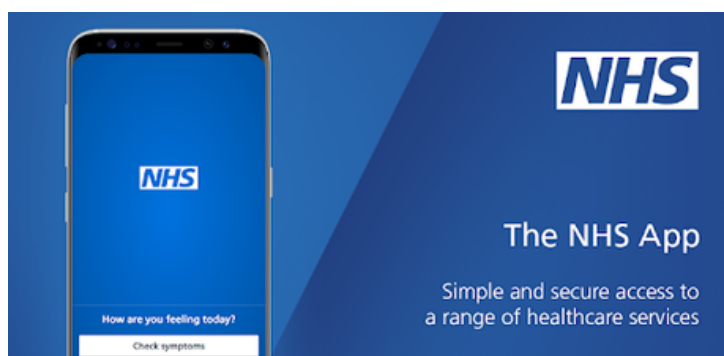 NHS
How are you feeling today?
Check symptoms
NHS
The NHS App
Simple and secure access to
a range of healthcare services